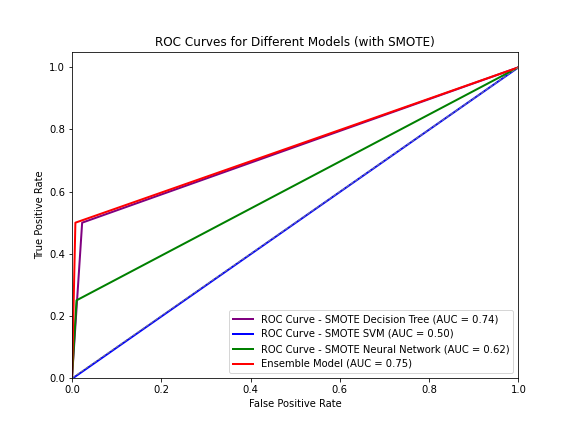 ROC Curves for Different Models (with SMOTE)
1.0
0.8
0.6
0.4
0.2
0.0
True Positive Rate
ROC Curve - SMOTE Decision Tree (AUC = 0.74)
ROC Curve - SMOTE SVM (AUC = 0.50)
ROC Curve - SMOTE Neural Network (AUC = 0.62)
Ensemble Model (AUC = 0.75)
0.0 0.2 0.4 0.6 0.8 1.0
False Positive Rate